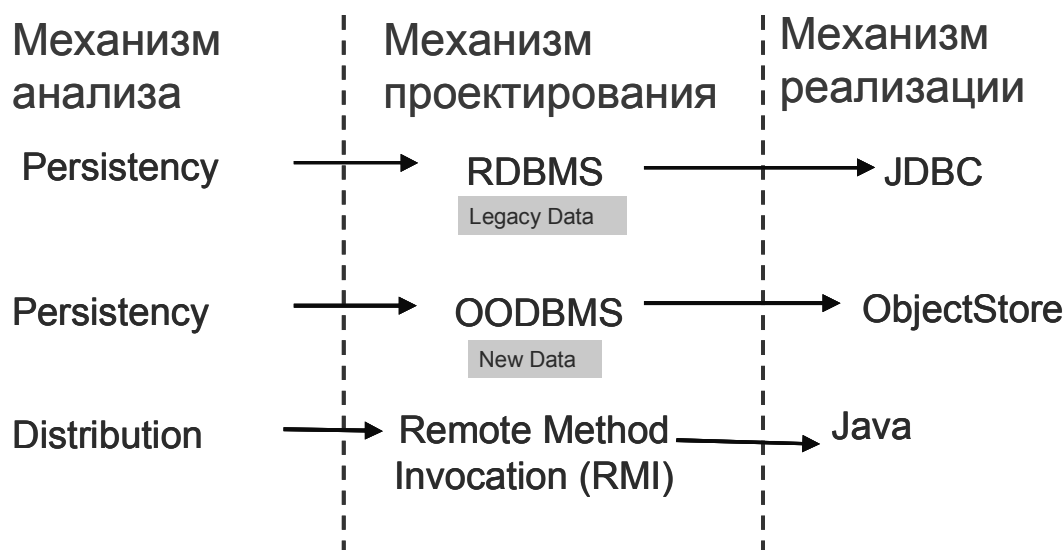 Механизм
анализа
Механизм
проектирования
Механизм
реализации
Persistency
RDBMS
JDBC
Legacy Data
Persistency
OODBMS
ObjectStore
New Data
Distribution
Remote Method
Invocation (RMI)
Java